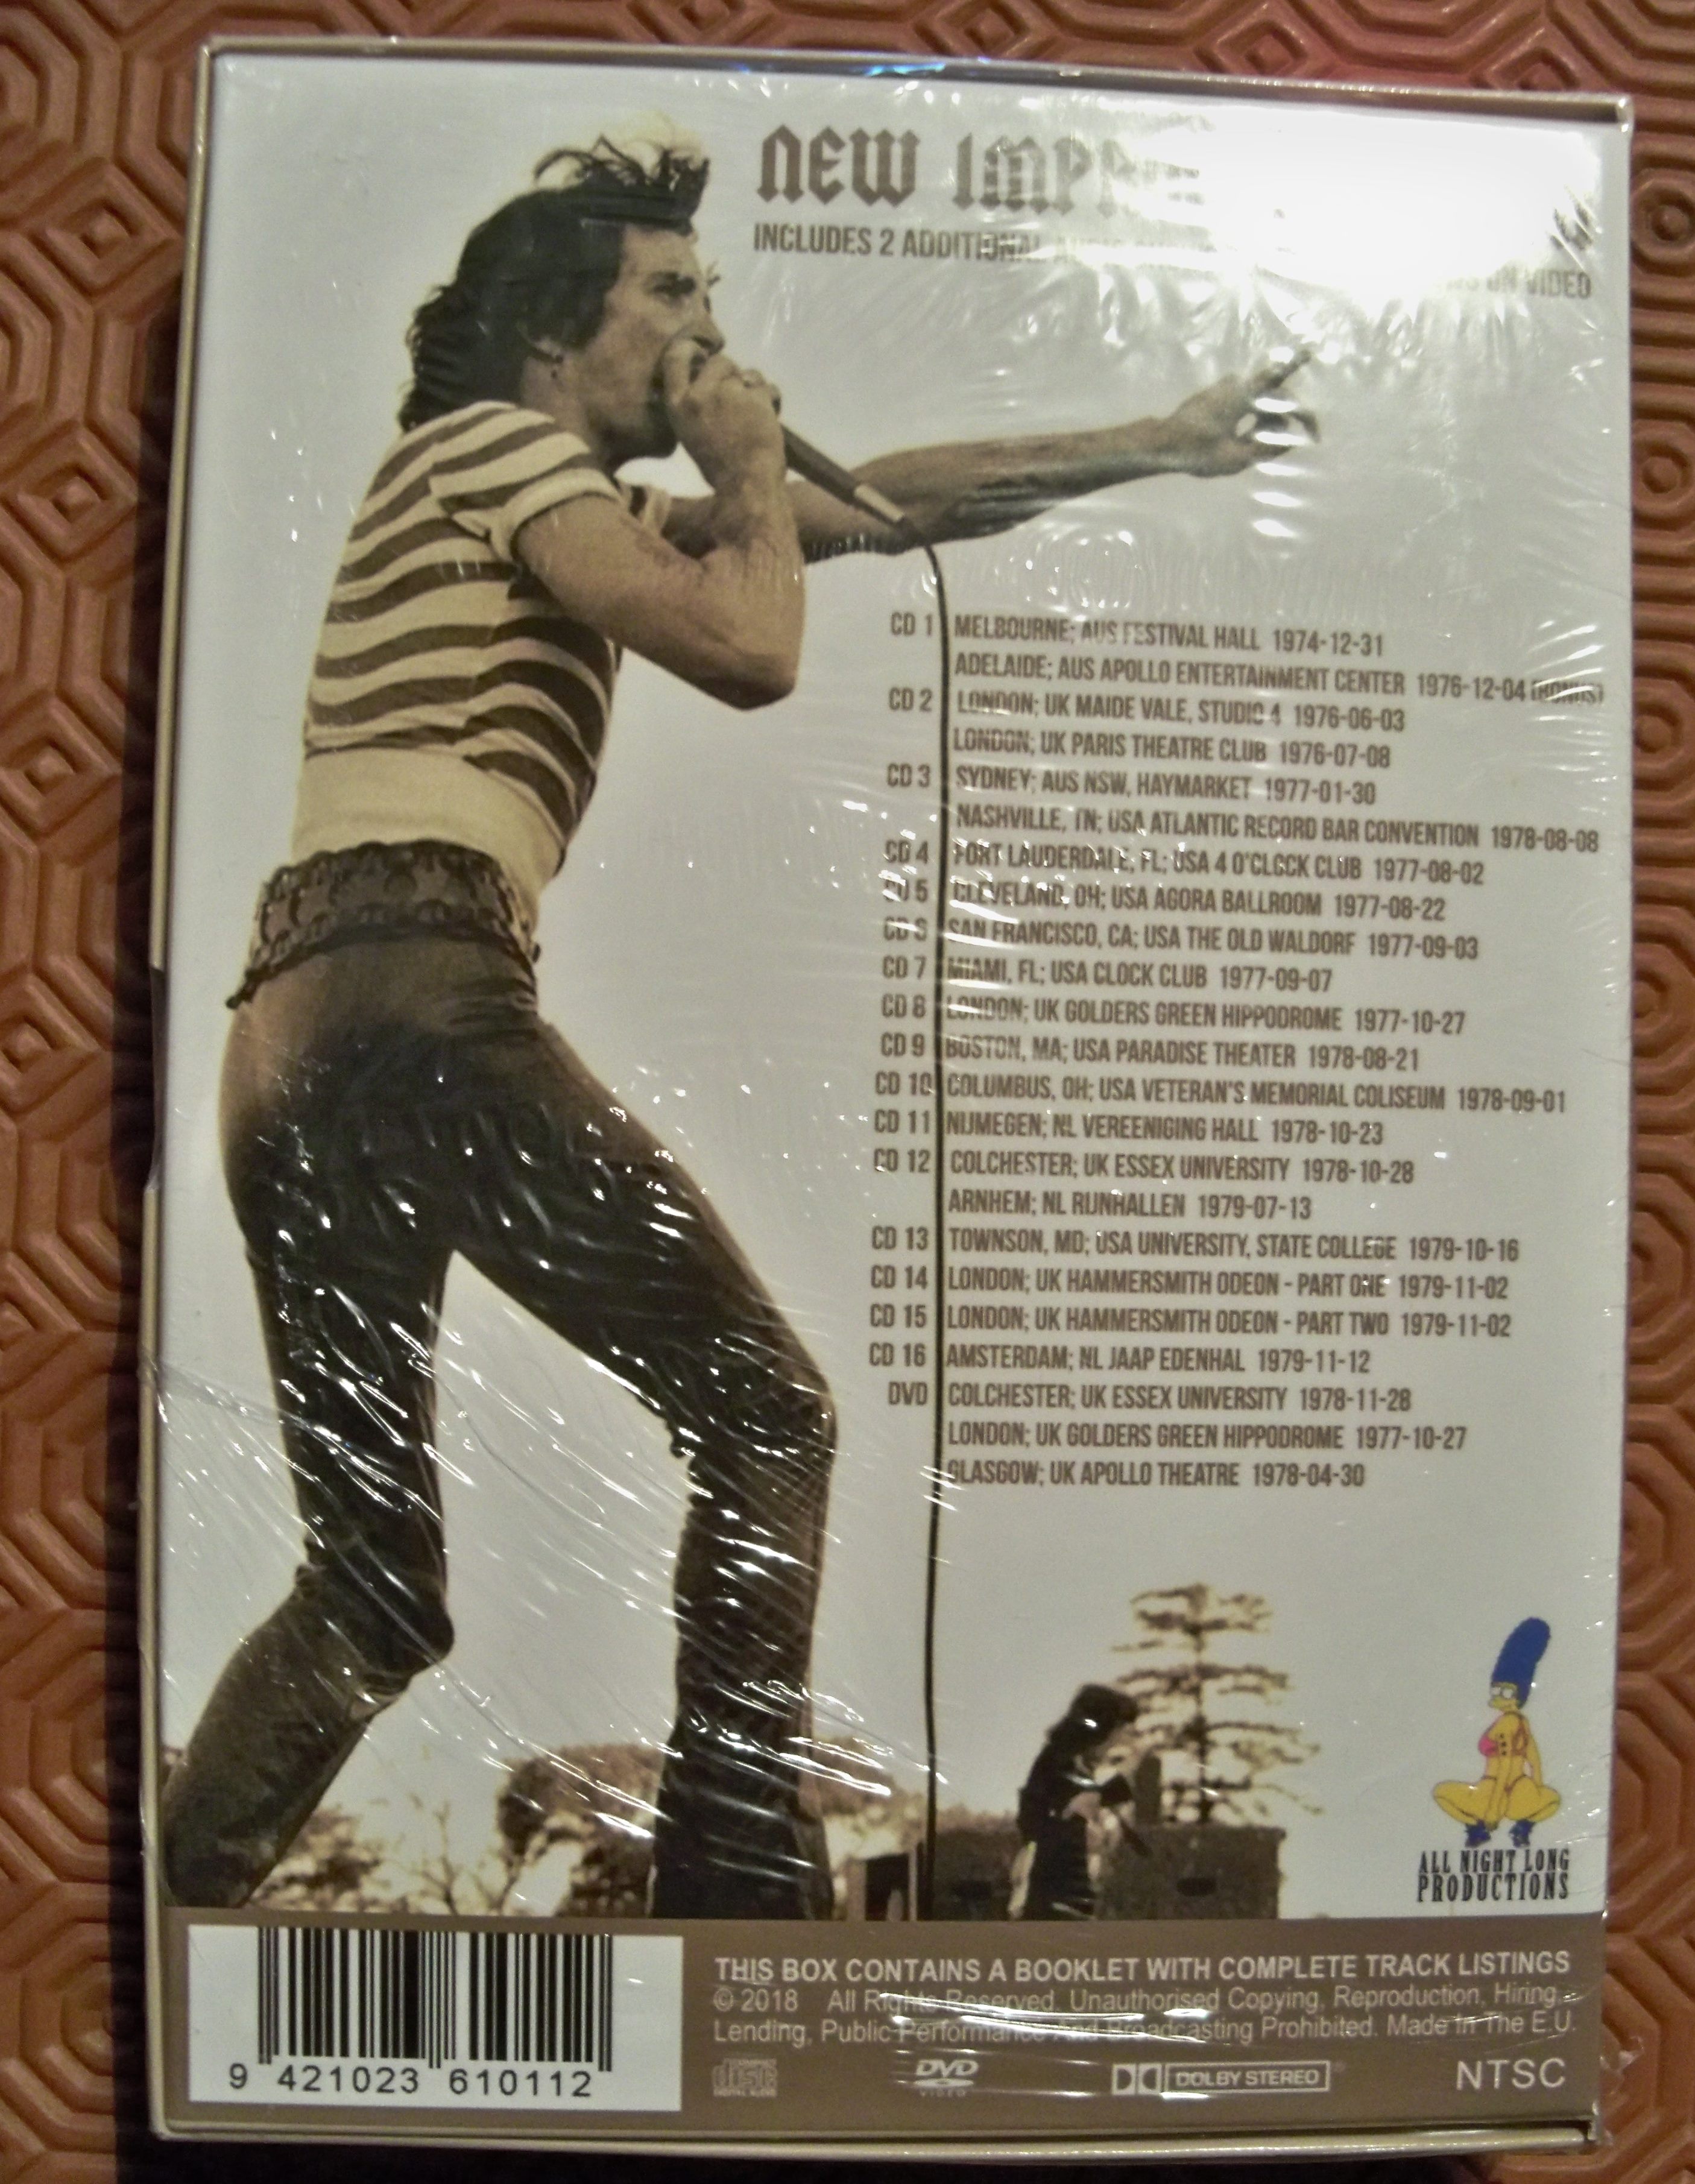 NEW
INCLUDES 2 ADDITIONAL
ON VIDEO
CD 1 MELBOURNE; AUS FESTIVAL HALL 1974-12-31
ADELAIDE; AUS APOLLO ENTERTAINMENT CENTER 1976-12-04 (BONUS)
CD 2 LONDON; UK MAIDE VALE, STUDIO 4 1976-06-03
LONDON; UK PARIS THEATRE CLUB 1976-07-08
CD 3 SYDNEY; AUS NSW, HAYMARKET 1977-01-30
NASHVILLE, TN; USA ATLANTIC RECORD BAR CONVENTION 1978-08-08
CD 4 FORT LAUDERDALE, FL; USA 4 O'CLOCK CLUB 1977-08-02
CD 5 CLEVELAND, OH; USA AGORA BALLROOM 1977-08-22
CD 6 SAN FRANCISCO, CA; USA THE OLD WALDORF 1977-09-03
CD 7 MIAMI, FL; USA CLOCK CLUB 1977-09-07
CD 8 LONDON; UK GOLDERS GREEN HIPPODROME 1977-10-27
CD 9 BOSTON, MA; USA PARADISE THEATER 1978-08-21
CD 10 COLUMBUS, OH; USA VETERAN'S MEMORIAL COLISEUM 1978-09-01
CD 11 NIJMEGEN; NL VEREENIGING HALL 1978-10-23
CD 12 COLCHESTER; UK ESSEX UNIVERSITY 1978-10-28
ARNHEM; NL RIJNHALLEN 1979-07-13
CD 13 TOWNSON, MD; USA UNIVERSITY, STATE COLLEGE 1979-10-16
CD 14 LONDON; UK HAMMERSMITH ODEON - PART ONE 1979-11-02
CD 15 LONDON; UK HAMMERSMITH ODEON - PART TWO 1979-11-02
CD 16 AMSTERDAM; NL JAAP EDENHAL 1979-11-12
DVD COLCHESTER; UK ESSEX UNIVERSITY 1978-11-28
LONDON; UK GOLDERS GREEN HIPPODROME 1977-10-27
GLASGOW; UK APOLLO THEATRE 1978-04-30
ALL NIGHT LONG
PRODUCTIONS
THIS BOX CONTAINS A BOOKLET WITH COMPLETE TRACK LISTINGS
© 2018 All Rights Reserved. Unauthorised Copying, Reproduction, Hiring,
Lending, Public Performance And Broadcasting Prohibited. Made In The E.U.
9 421023 610112
COMPACT disc DIGITAL AUDIO
DVD VIDEO
DOLBY STEREO
NTSC